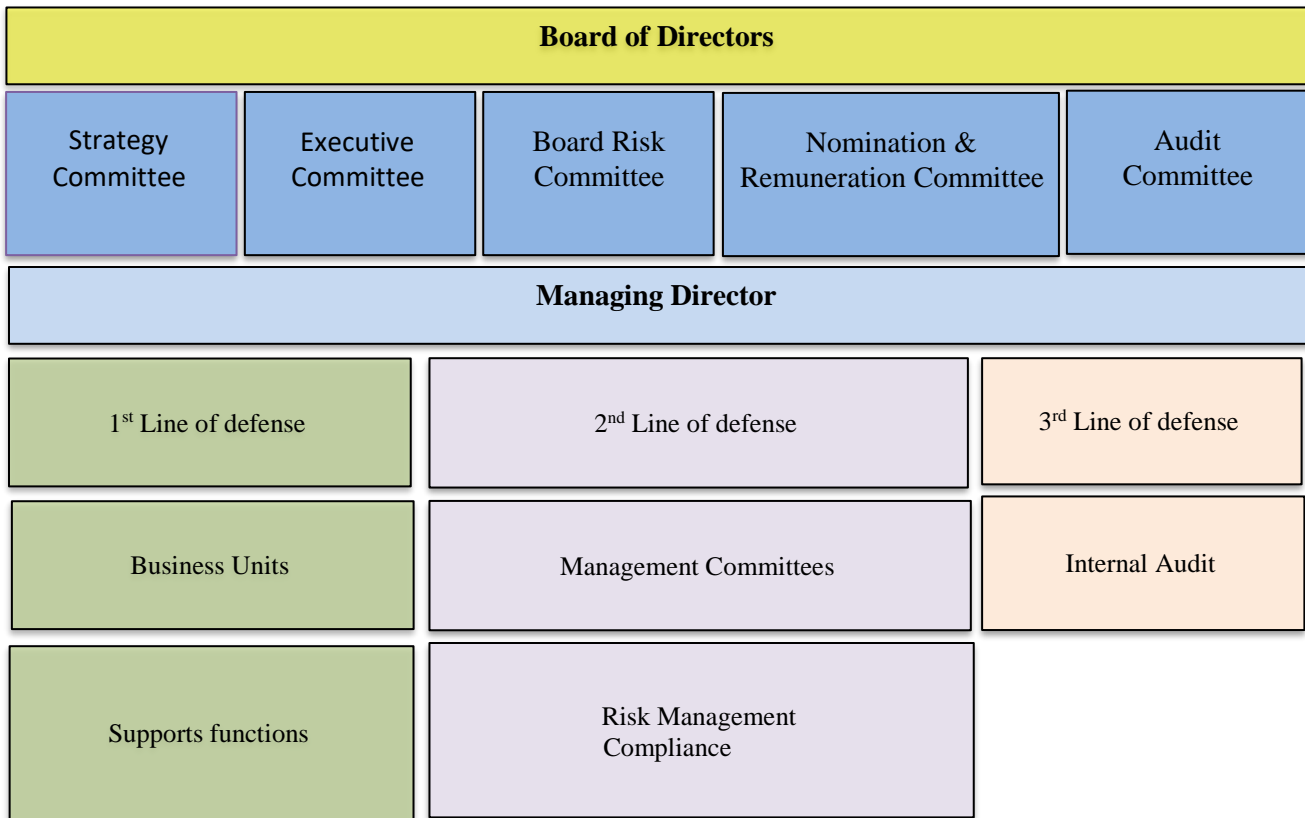 Board of Directors
Strategy
Committee
Executive
Committee
Board Risk
Committee
Nomination &
Remuneration Committee
Audit
Committee
Managing Director
1st Line of defense
2nd Line of defense
3rd Line of defense
Business Units
Management Committees
Internal Audit
Supports functions
Risk Management
Compliance